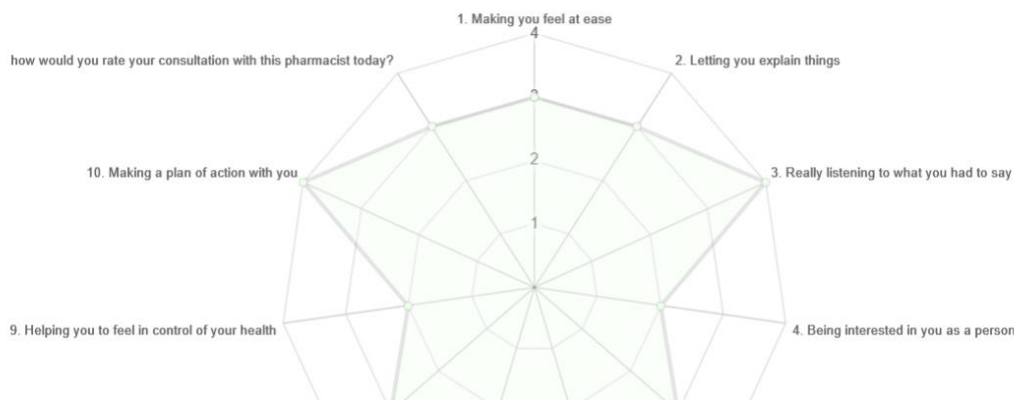 1. Making you feel at ease
4
how would you rate your consultation with this pharmacist today?
2. Letting you explain things
3
2
10. Making a plan of action with you
3. Really listening to what you had to say
1
9. Helping you to feel in control of your health
4. Being interested in you as a person